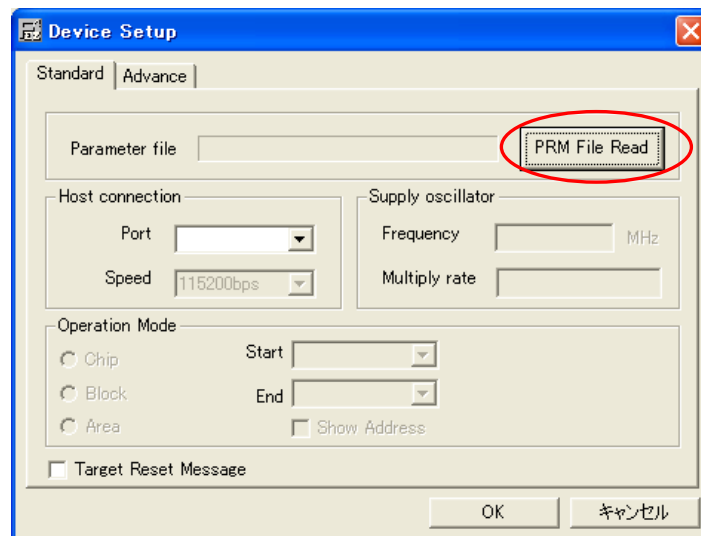 Device Setup
Standard Advance
Parameter file PRM File Read
Host connection
Port
Speed 115200bps
Supply oscillator
Frequency MHz
Multiply rate
Operation Mode
Chip
Block
Area
Start
End
Show Address
Target Reset Message
OK キャンセル